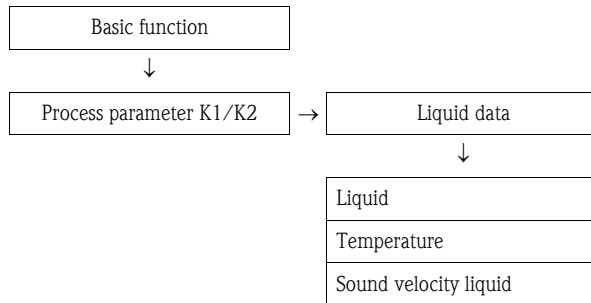 Basic function
↓
Process parameter K1/K2 → Liquid data
↓
Liquid
Temperature
Sound velocity liquid